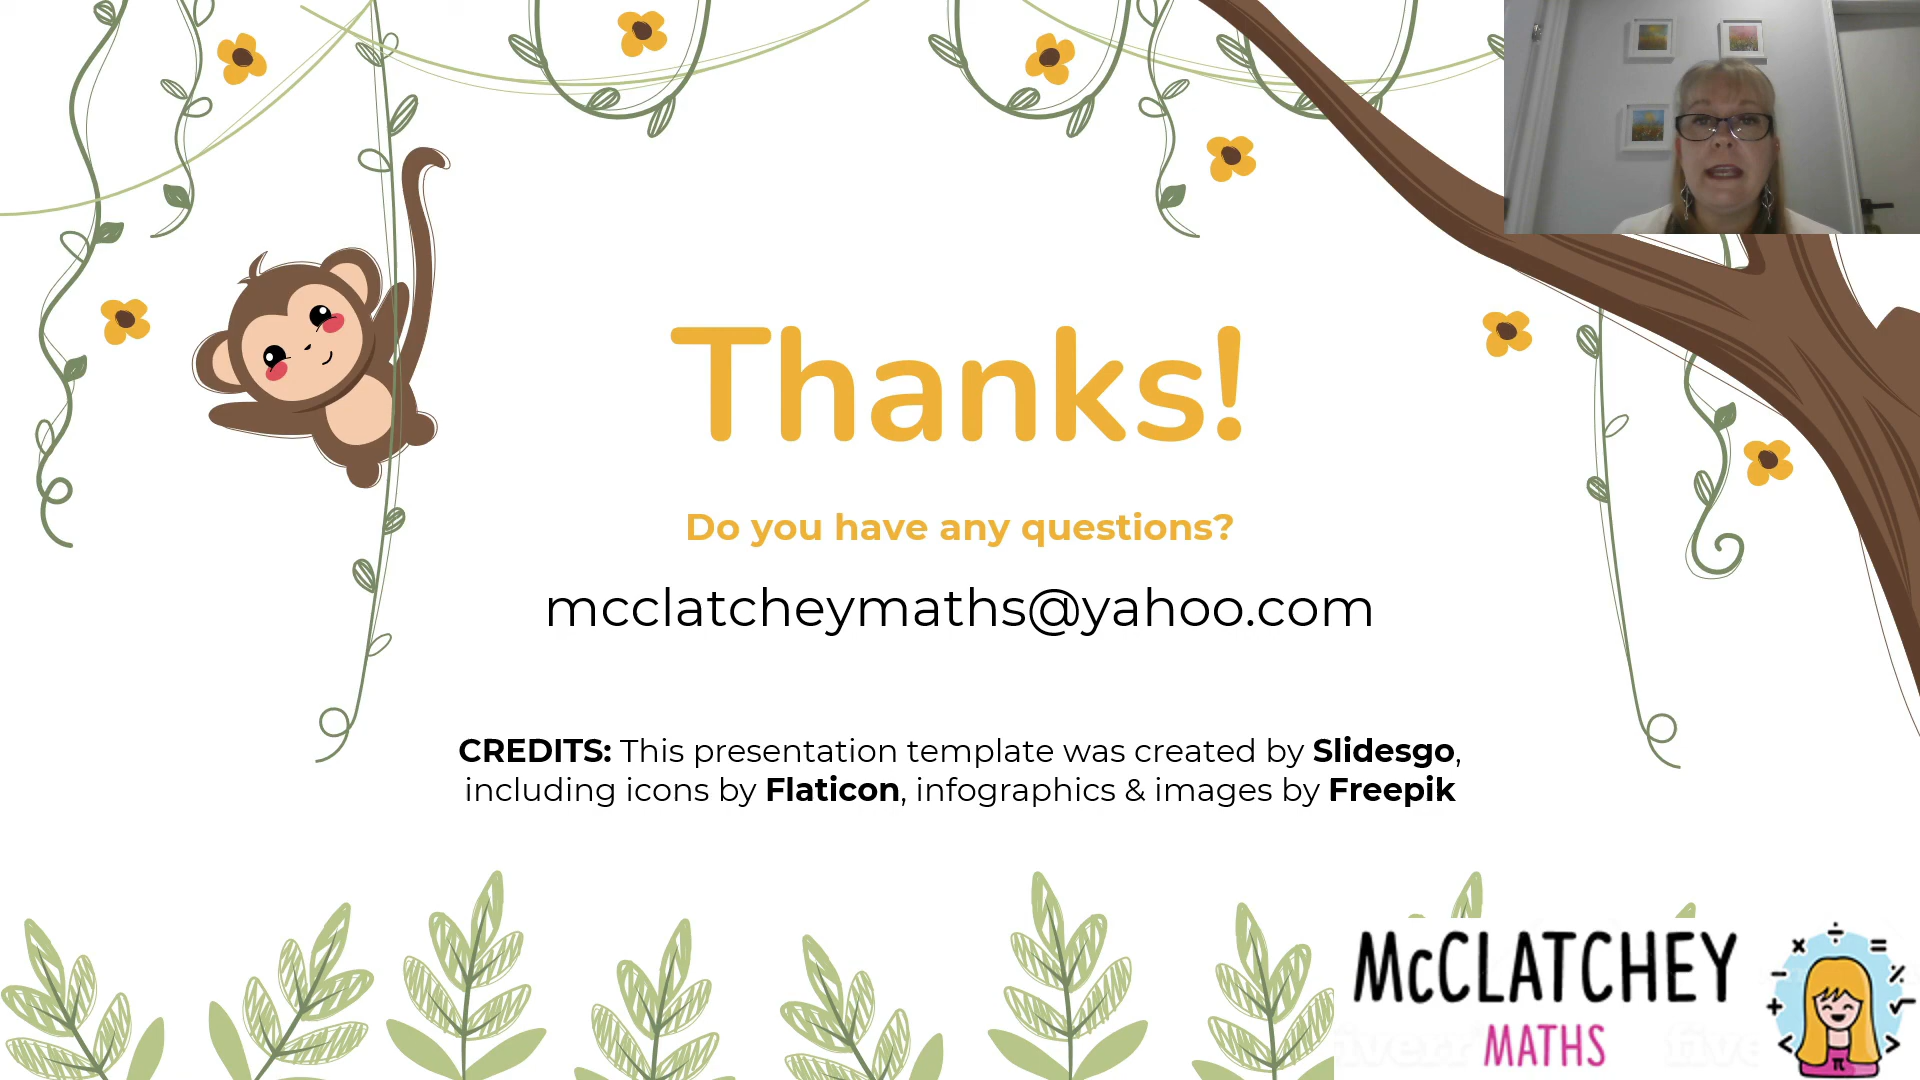 Thanks!
Do you have any questions?
mcclatcheymaths@yahoo.com
CREDITS: This presentation template was created by Slidesgo,
including icons by Flaticon, infographics & images by Freepik
McCLATCHEY
MATHS